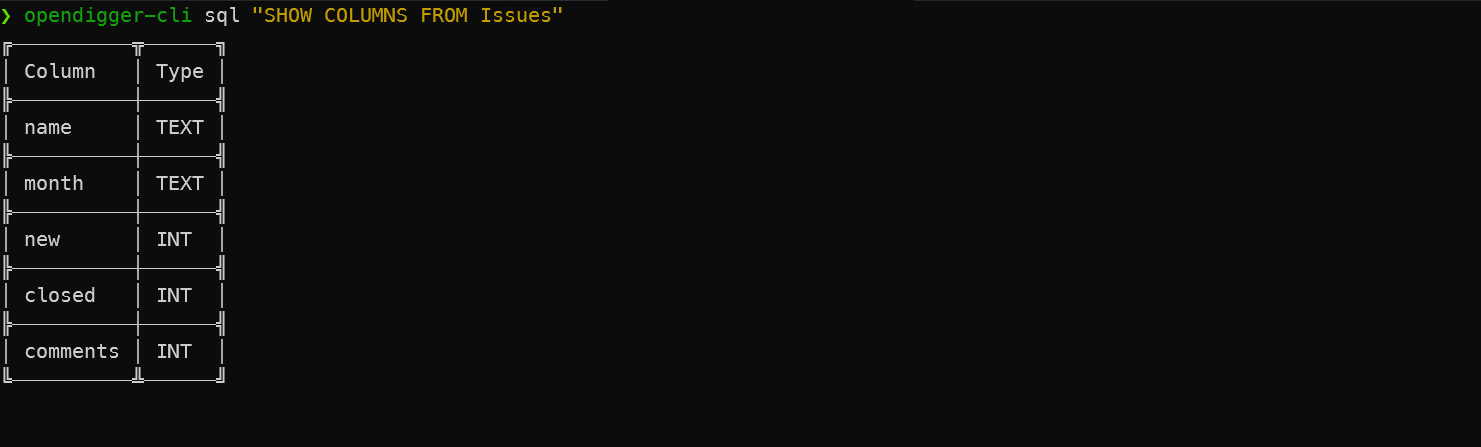 ❯ opendigger-cli sql "SHOW COLUMNS FROM Issues"
Column Type
name TEXT
month TEXT
new INT
closed INT
comments INT